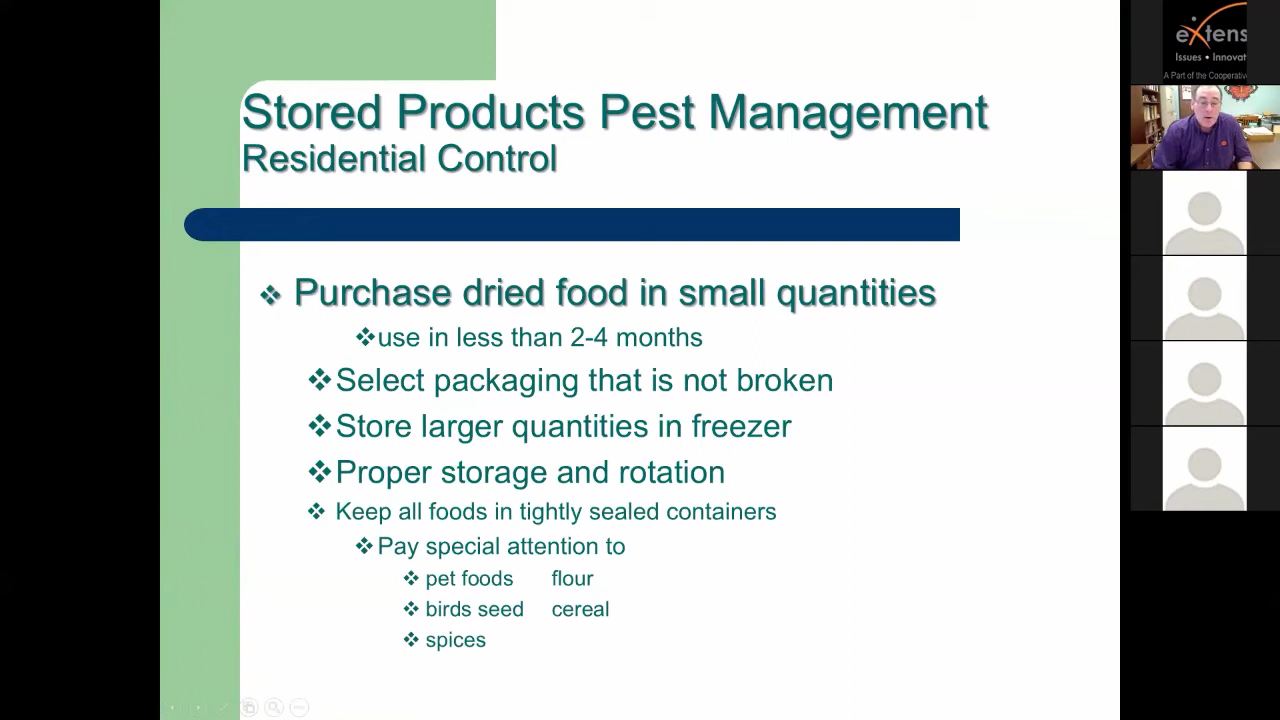 Stored Products Pest Management
Residential Control
Purchase dried food in small quantities
use in less than 2-4 months
Select packaging that is not broken
Store larger quantities in freezer
Proper storage and rotation
Keep all foods in tightly sealed containers
Pay special attention to
pet foods flour
birds seed cereal
spices
eXtens
Issues • Innovat
A Part of the Cooperative